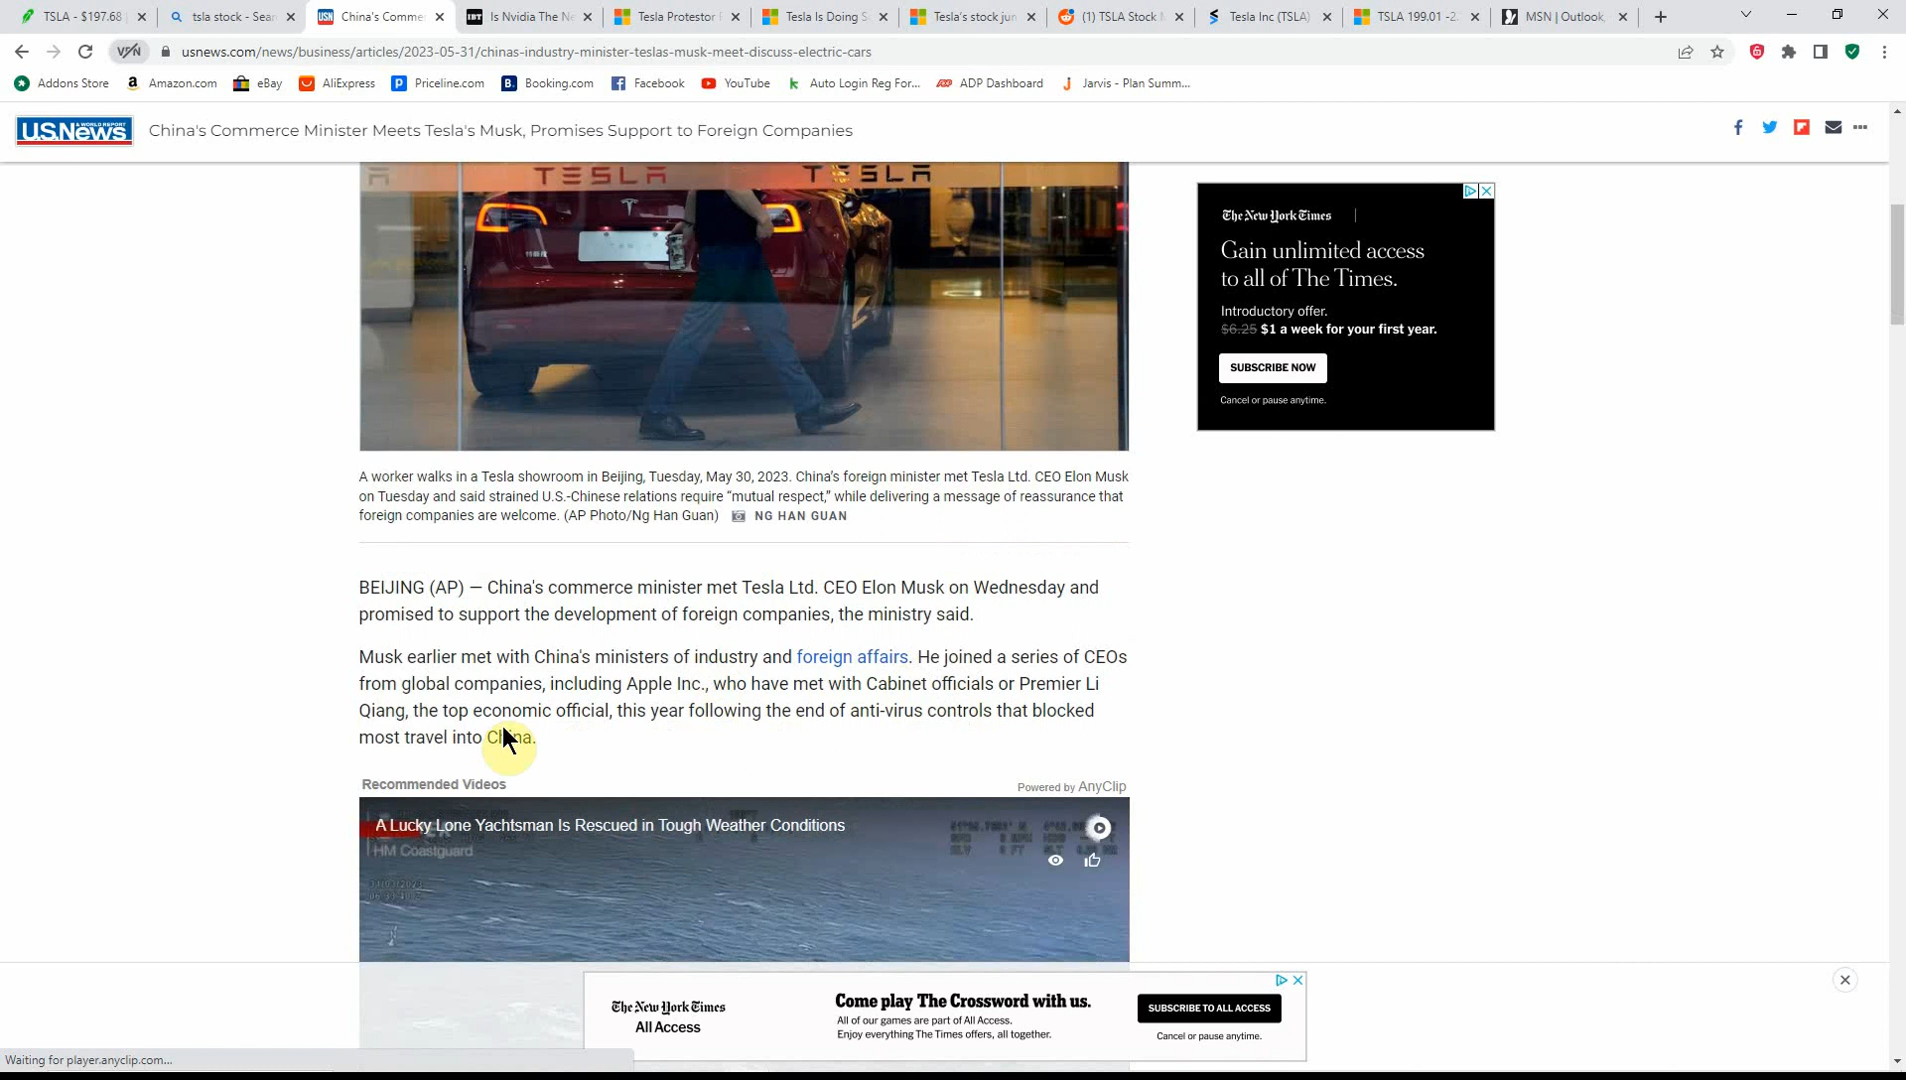 TSLA - $197.68
tsla stock - Sear
China's Comme
Is Nvidia The Ne
Tesla Protestor
Tesla Is Doing S
Tesla's stock jun
(1) TSLA Stock
Tesla Inc (TSLA)
TSLA 199.01 -2.
MSN | Outlook,
VPN
usnews.com/news/business/articles/2023-05-31/chinas-industry-minister-teslas-musk-meet-discuss-electric-cars
Addons Store
Amazon.com
eBay
AliExpress
Priceline.com
Booking.com
Facebook
YouTube
Auto Login Reg For...
ADP Dashboard
Jarvis - Plan Summ...
U.S.News
China's Commerce Minister Meets Tesla's Musk, Promises Support to Foreign Companies
TESLA
TESLA
The New York Times
Gain unlimited access
to all of The Times.
Introductory offer.
$6.25 $1 a week for your first year.
SUBSCRIBE NOW
Cancel or pause anytime.
A worker walks in a Tesla showroom in Beijing, Tuesday, May 30, 2023. China's foreign minister met Tesla Ltd. CEO Elon Musk
on Tuesday and said strained U.S.-Chinese relations require “mutual respect,” while delivering a message of reassurance that
foreign companies are welcome. (AP Photo/Ng Han Guan) NG HAN GUAN
BEIJING (AP) — China's commerce minister met Tesla Ltd. CEO Elon Musk on Wednesday and
promised to support the development of foreign companies, the ministry said.
Musk earlier met with China's ministers of industry and foreign affairs. He joined a series of CEOs
from global companies, including Apple Inc., who have met with Cabinet officials or Premier Li
Qiang, the top economic official, this year following the end of anti-virus controls that blocked
most travel into China.
Recommended Videos
Powered by AnyClip
A Lucky Lone Yachtsman Is Rescued in Tough Weather Conditions
HM Coastguard
The New York Times
All Access
Come play The Crossword with us.
All of our games are part of All Access.
Enjoy everything The Times offers, all together.
SUBSCRIBE TO ALL ACCESS
Cancel or pause anytime.
Waiting for player.anyclip.com...